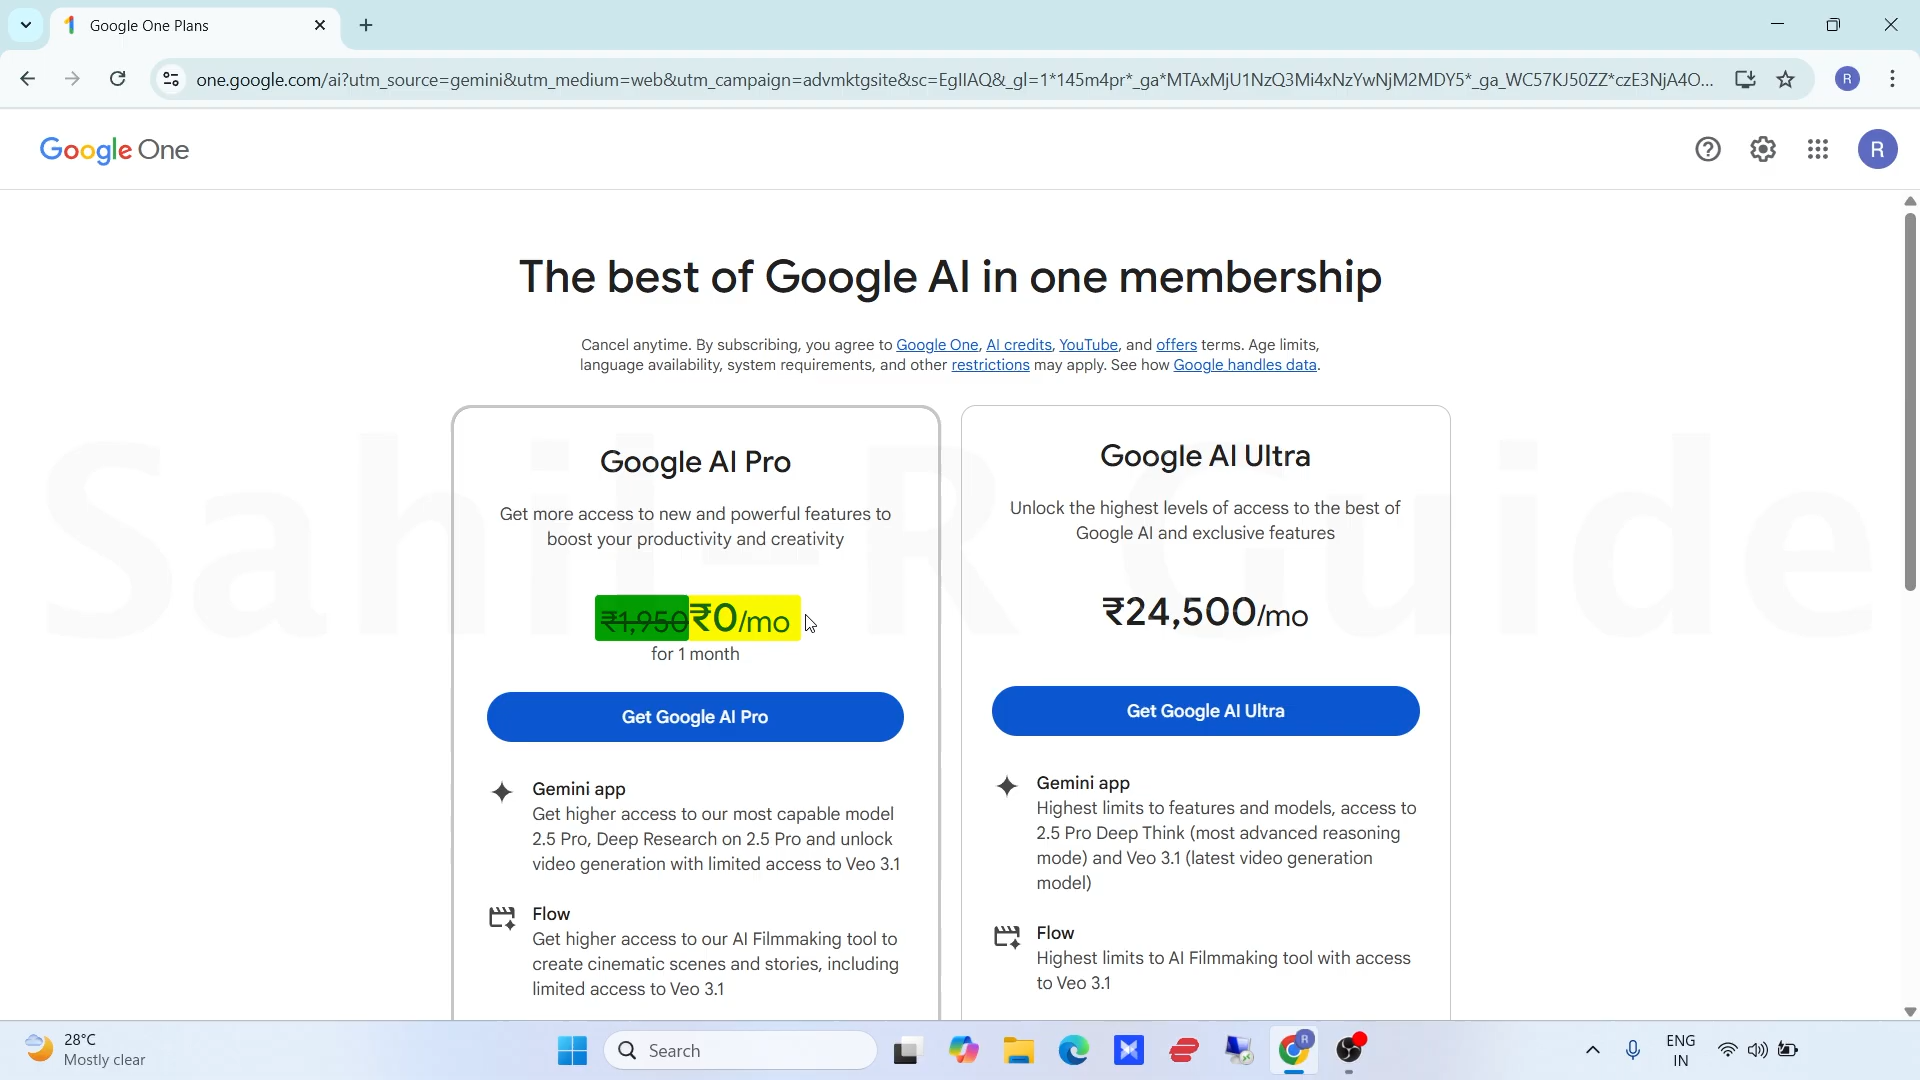 Google One Plans
one.google.com/ai?utm_source=gemini&utm_medium=web&utm_campaign=advmktgsite&sc=EgIIAQ&_gl=1*145m4pr*_ga*MTAxMjU1NzQ3Mi4xNzYwNjM2MDY5*_ga_WC57KJ50ZZ*czE3NjA4O...
R
Google One
R
The best of Google AI in one membership
Cancel anytime. By subscribing, you agree to Google One, AI credits, YouTube, and offers terms. Age limits,
language availability, system requirements, and other restrictions may apply. See how Google handles data.
Sahil-R Guide
Google AI Pro
Get more access to new and powerful features to
boost your productivity and creativity
₹1,950 ₹0/mo
for 1 month
Get Google AI Pro
Gemini app
Get higher access to our most capable model
2.5 Pro, Deep Research on 2.5 Pro and unlock
video generation with limited access to Veo 3.1
Flow
Get higher access to our AI Filmmaking tool to
create cinematic scenes and stories, including
limited access to Veo 3.1
Google AI Ultra
Unlock the highest levels of access to the best of
Google AI and exclusive features
₹24,500/mo
Get Google AI Ultra
Gemini app
Highest limits to features and models, access to
2.5 Pro Deep Think (most advanced reasoning
mode) and Veo 3.1 (latest video generation
model)
Flow
Highest limits to AI Filmmaking tool with access
to Veo 3.1
28°C
Mostly clear
Search
R
ENG
IN